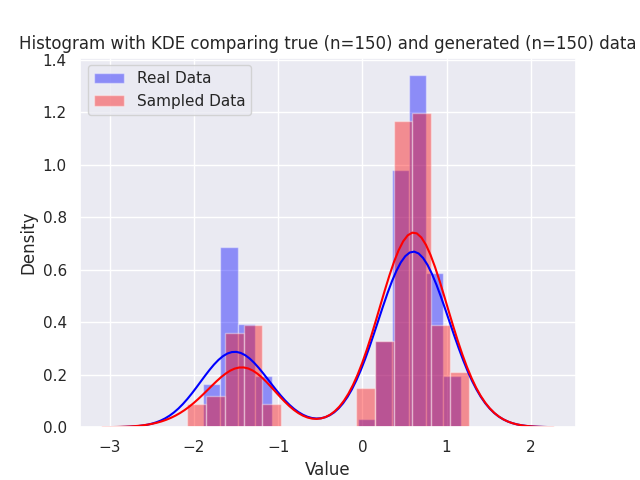 Histogram with KDE comparing true (n=150) and generated (n=150) data
Real Data
Sampled Data
1.4
1.2
1.0
0.8
0.6
0.4
0.2
0.0
Density
−3
−2
−1
0
1
2
Value